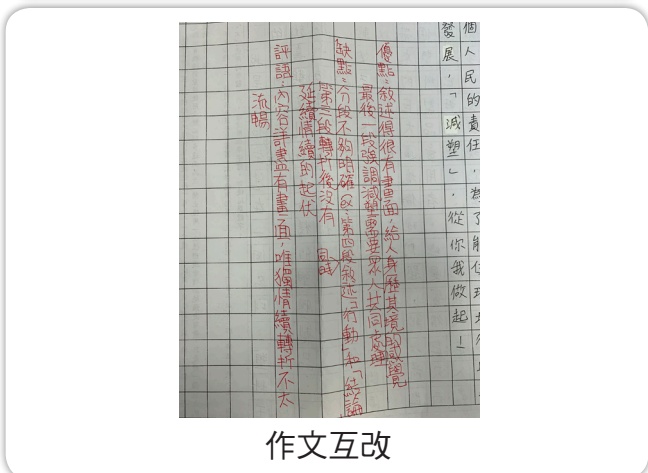 個人民的責任,為了能
發展,「減塑」,從你我做起!
優點:敘述得很有畫面,給人身歷其境的感覺
最後一段強調減塑需要眾人共同處理
缺點:分段不夠明確 第四段敘述「行動」和「結論
同時
第三段轉折後沒有
延續情緒的起伏
評語:內容詳盡有畫面,唯獨情緒轉折不太
流暢
作文互改